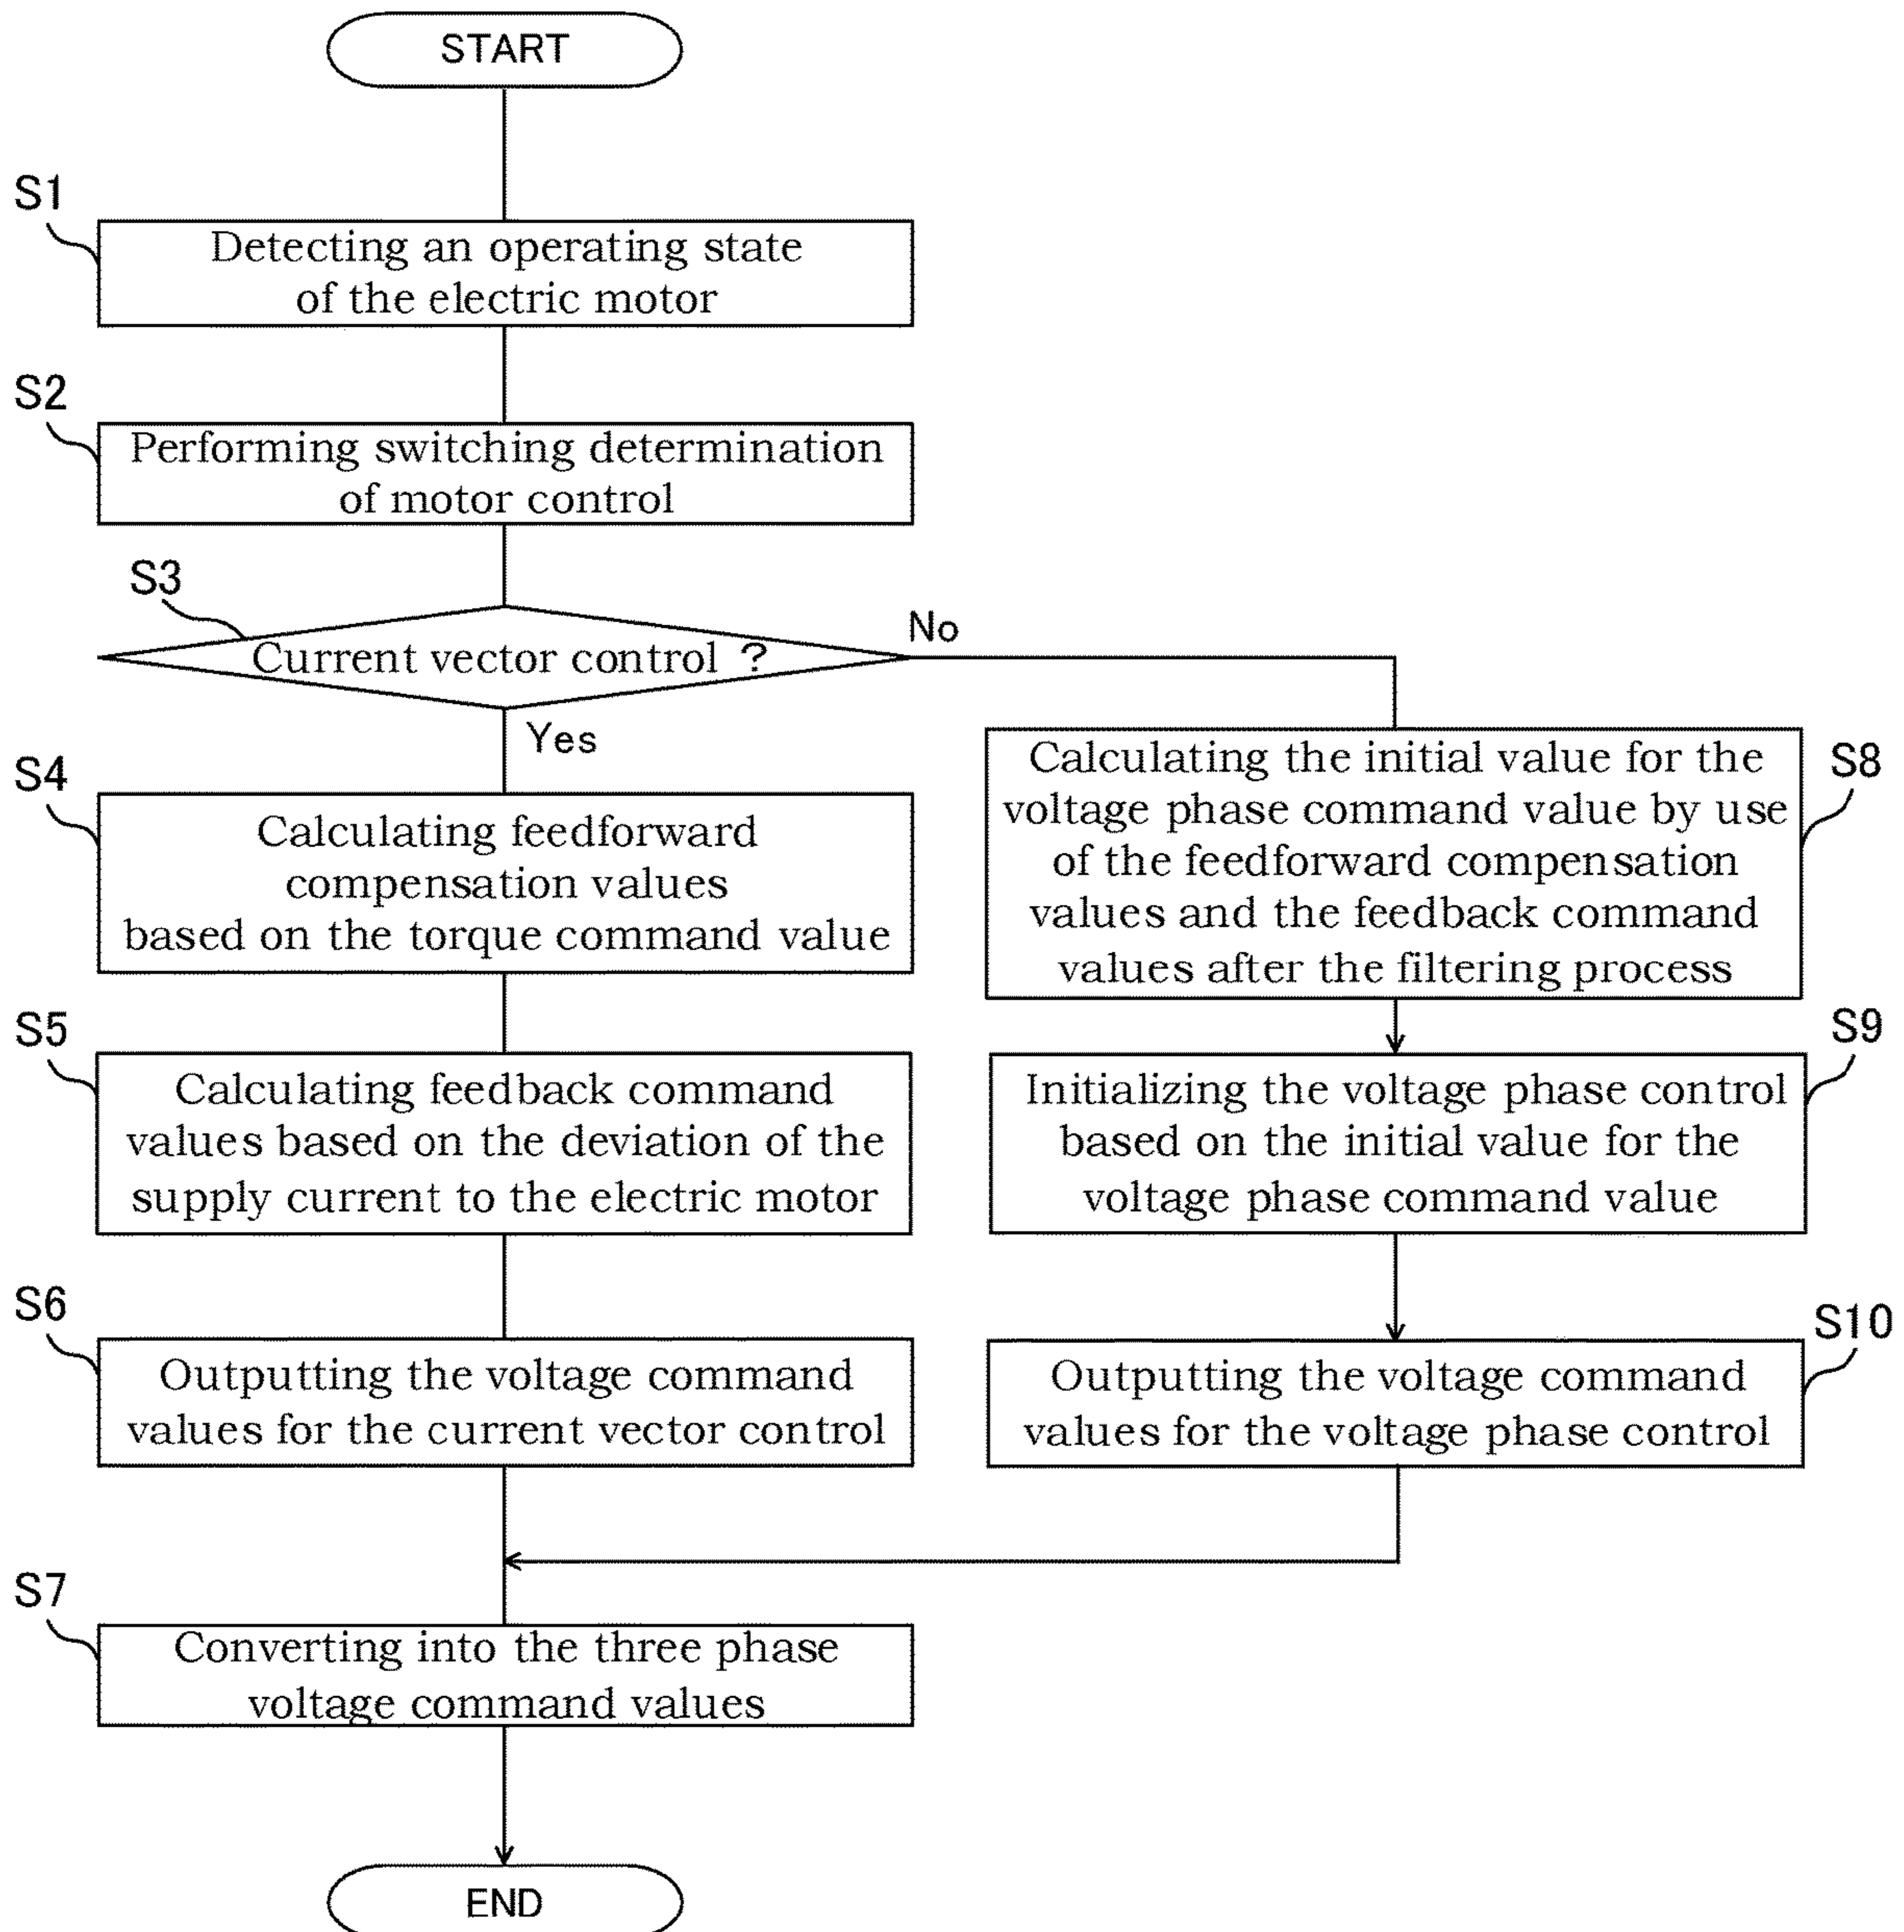 START
S1
Detecting an operating state
of the electric motor
S2
Performing switching determination
of motor control
S3
Current vector control ?
No
Yes
S4
Calculating feedforward
compensation values
based on the torque command value
S5
Calculating feedback command
values based on the deviation of the
supply current to the electric motor
S6
Outputting the voltage command
values for the current vector control
S7
Converting into the three phase
voltage command values
END
S8
Calculating the initial value for the
voltage phase command value by use
of the feedforward compensation
values and the feedback command
values after the filtering process
S9
Initializing the voltage phase control
based on the initial value for the
voltage phase command value
S10
Outputting the voltage command
values for the voltage phase control